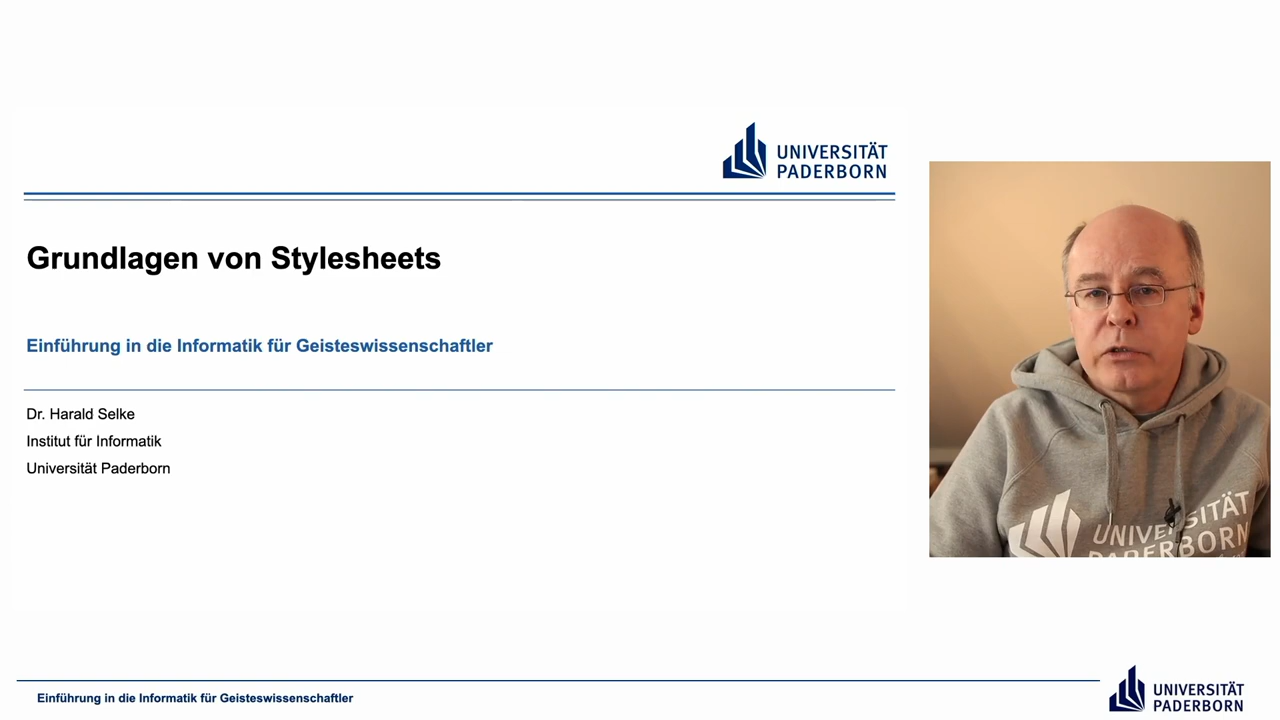 UNIVERSITÄT
PADERBORN
Grundlagen von Stylesheets
Einführung in die Informatik für Geisteswissenschaftler
Dr. Harald Selke
Institut für Informatik
Universität Paderborn
UNIVERSITÄT
PADERBORN
Einführung in die Informatik für Geisteswissenschaftler
UNIVERSITÄT
PADERBORN